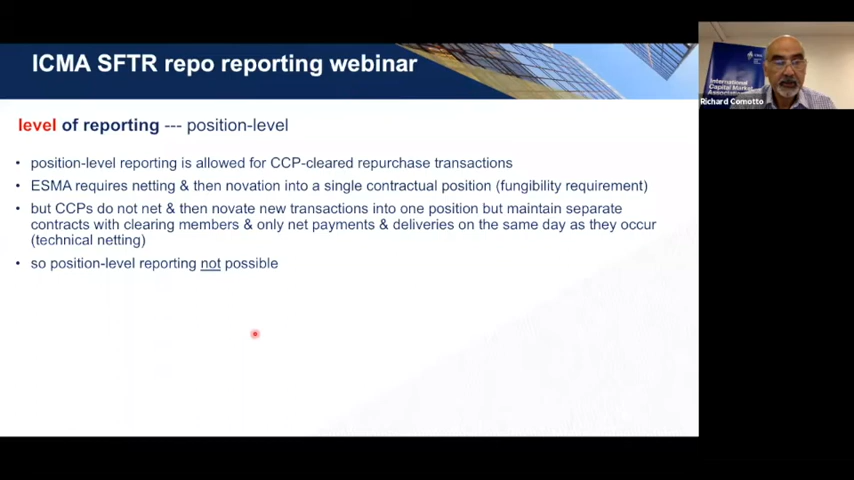 ICMA SFTR repo reporting webinar
level of reporting --- position-level
• position-level reporting is allowed for CCP-cleared repurchase transactions
• ESMA requires netting & then novation into a single contractual position (fungibility requirement)
• but CCPs do not net & then novate new transactions into one position but maintain separate
contracts with clearing members & only net payments & deliveries on the same day as they occur
(technical netting)
• so position-level reporting not possible
International
Capital Market
Association
Richard Comotto